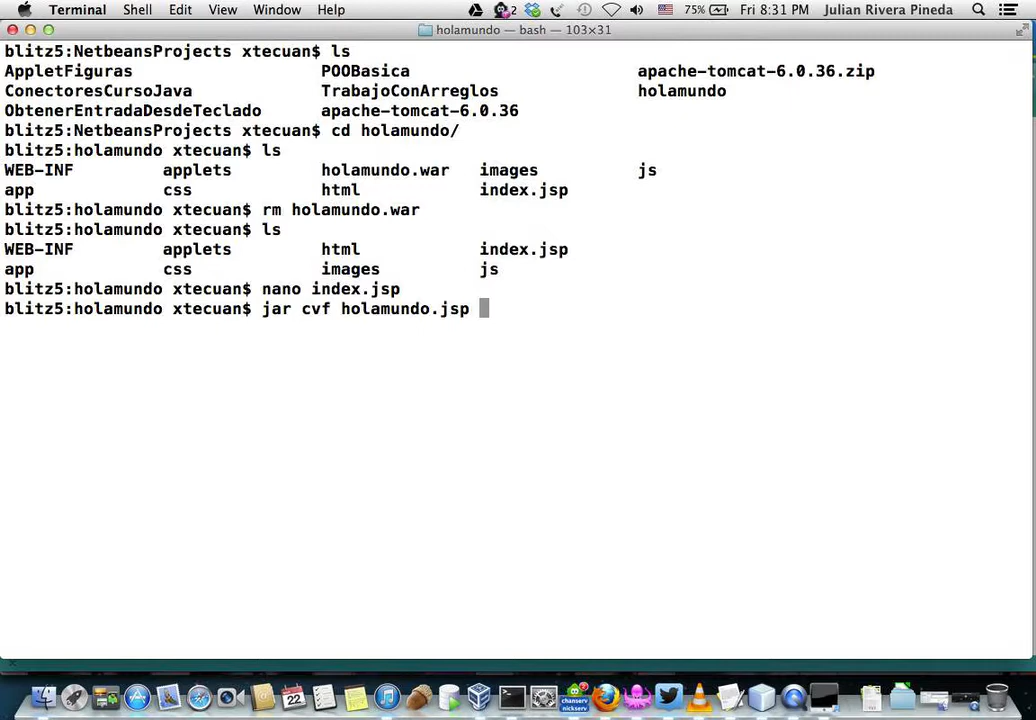 Terminal Shell Edit View Window Help 2 75% Fri 8:31 PM Julian Rivera Pineda
holamundo — bash — 103×31
blitz5:NetbeansProjects xtecuan$ ls
AppletFiguras POOBasica apache-tomcat-6.0.36.zip
ConectoresCursoJava TrabajoConArreglos holamundo
ObtenerEntradaDesdeTeclado apache-tomcat-6.0.36
blitz5:NetbeansProjects xtecuan$ cd holamundo/
blitz5:holamundo xtecuan$ ls
WEB-INF applets holamundo.war images js
app css html index.jsp
blitz5:holamundo xtecuan$ rm holamundo.war
blitz5:holamundo xtecuan$ ls
WEB-INF applets html index.jsp
app css images js
blitz5:holamundo xtecuan$ nano index.jsp
blitz5:holamundo xtecuan$ jar cvf holamundo.jsp
22
chanserv
nickserv